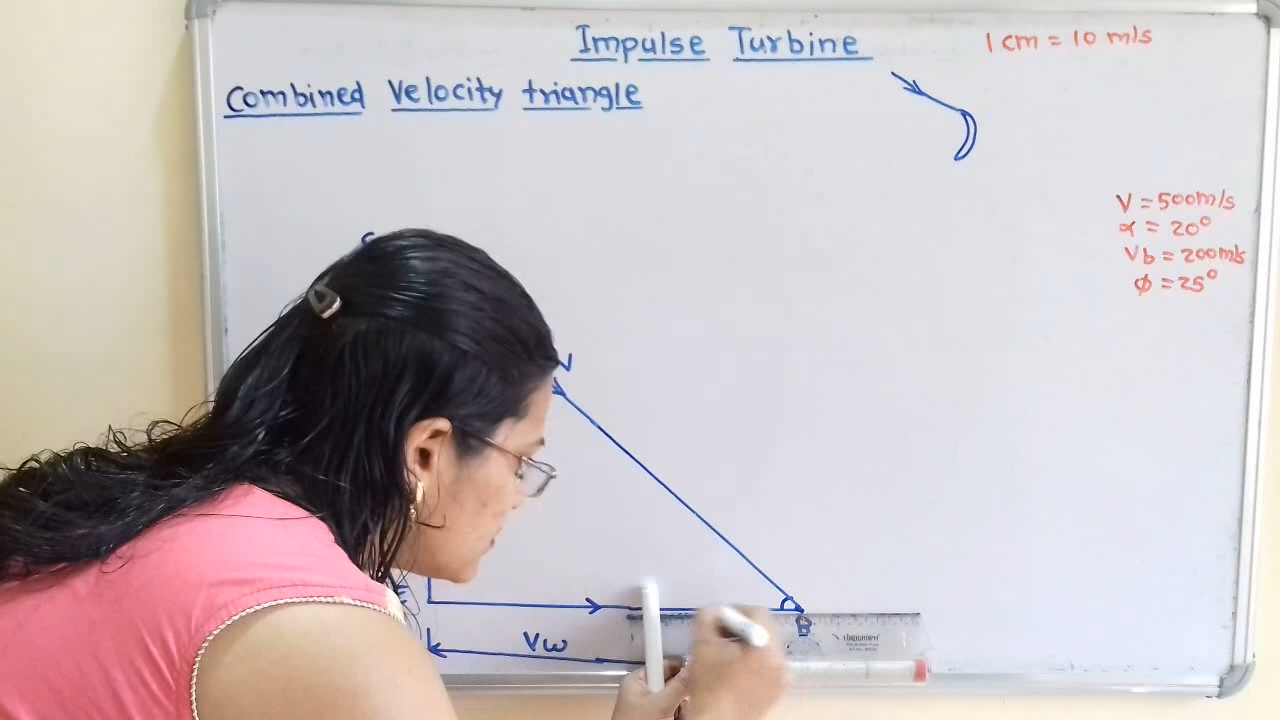 Impulse Turbine
1 cm = 10 m/s
Combined Velocity triangle
V = 500m/s
α = 20°
Vb = 200m/s
ϕ = 25°
V
B
Vω